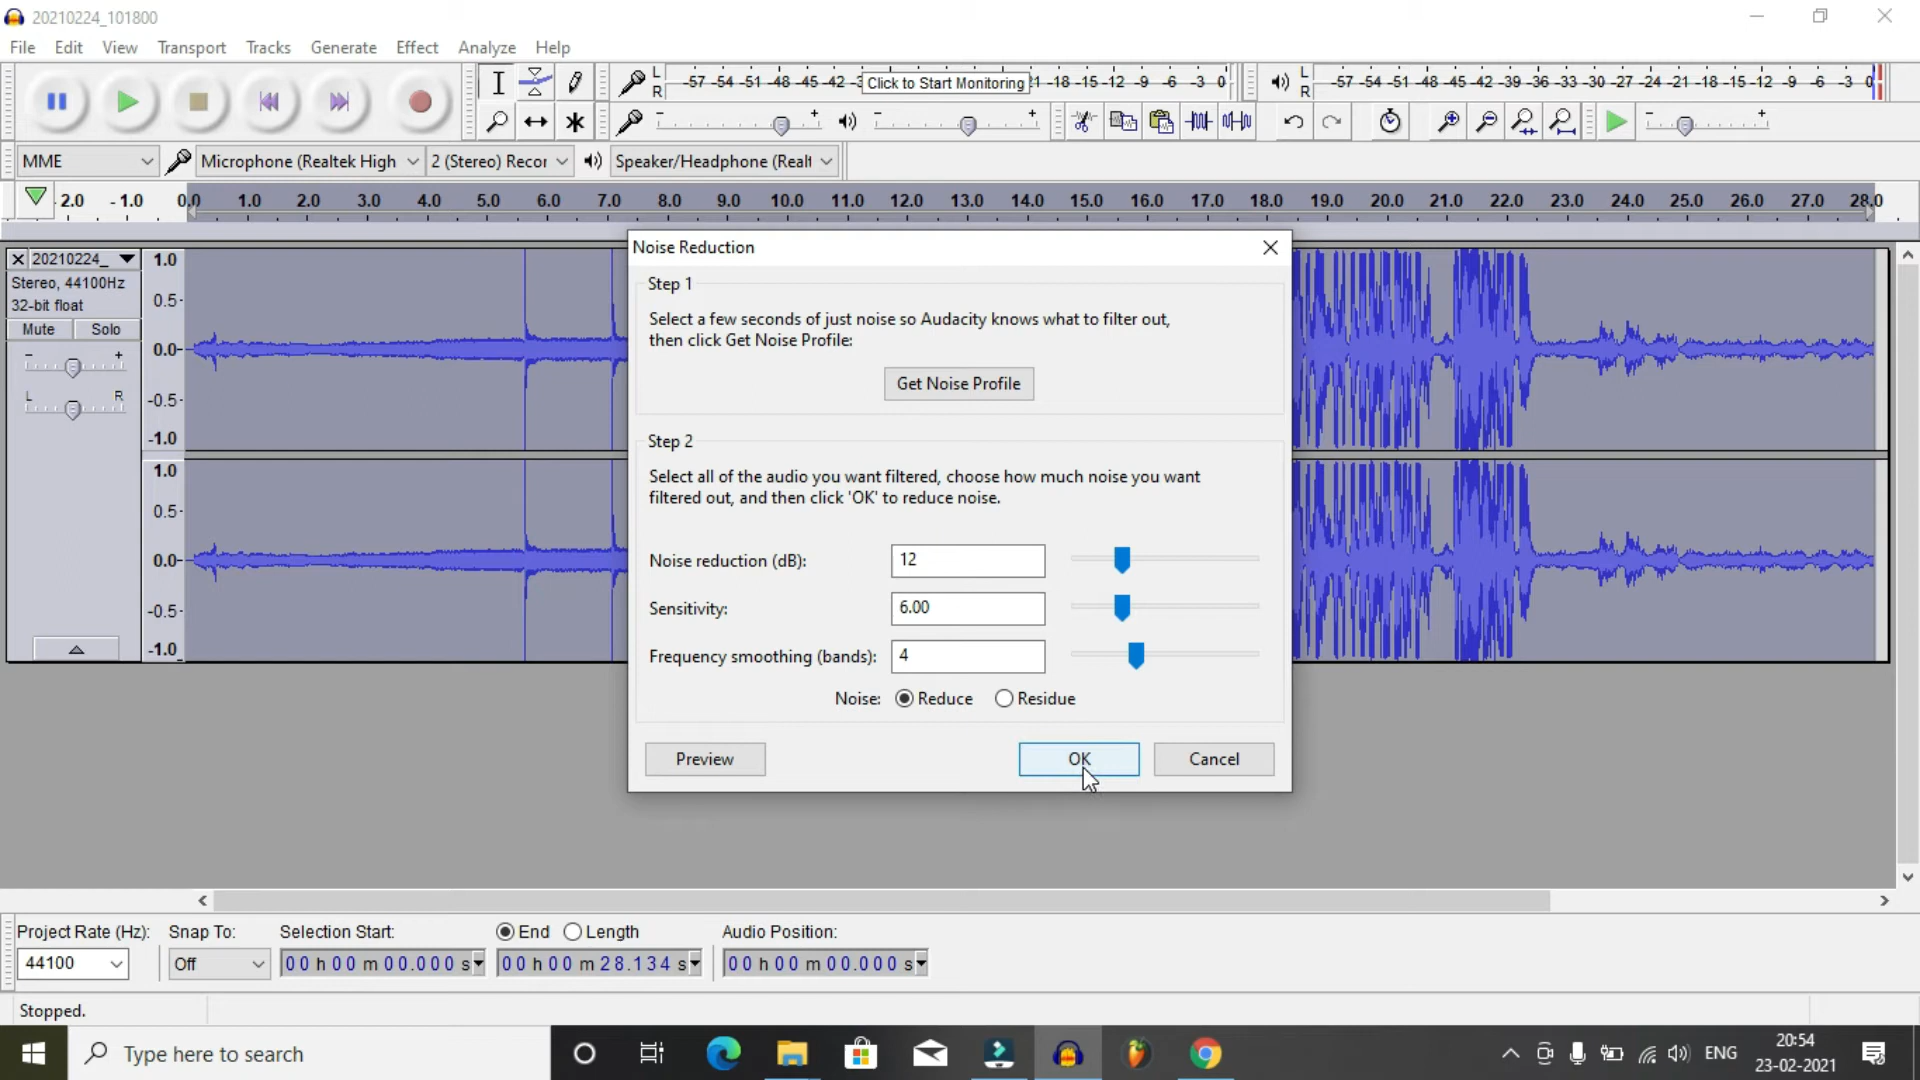 20210224_101800
File Edit View Transport Tracks Generate Effect Analyze Help
L R -57 -54 -51 -48 -45 -42 -3 Click to Start Monitoring 1 -18 -15 -12 -9 -6 -3 0
L R -57 -54 -51 -48 -45 -42 -39 -36 -33 -30 -27 -24 -21 -18 -15 -12 -9 -6 -3 0
MME Microphone (Realtek High 2 (Stereo) Recor Speaker/Headphone (Realt
2.0 -1.0 0.0 1.0 2.0 3.0 4.0 5.0 6.0 7.0 8.0 9.0 10.0 11.0 12.0 13.0 14.0 15.0 16.0 17.0 18.0 19.0 20.0 21.0 22.0 23.0 24.0 25.0 26.0 27.0 28.0
20210224_
Stereo, 44100Hz
32-bit float
Mute Solo
- +
L R
1.0
0.5
0.0
-0.5
-1.0
1.0
0.5
0.0
-0.5
-1.0
Noise Reduction
Step 1
Select a few seconds of just noise so Audacity knows what to filter out,
then click Get Noise Profile:
Get Noise Profile
Step 2
Select all of the audio you want filtered, choose how much noise you want
filtered out, and then click 'OK' to reduce noise.
Noise reduction (dB): 12
Sensitivity: 6.00
Frequency smoothing (bands): 4
Noise: Reduce Residue
Preview OK Cancel
Project Rate (Hz): Snap To: Selection Start: End Length Audio Position:
44100 Off 00 h 00 m 00.000 s 00 h 00 m 28.134 s 00 h 00 m 00.000 s
Stopped.
Type here to search
ENG
20:54
23-02-2021